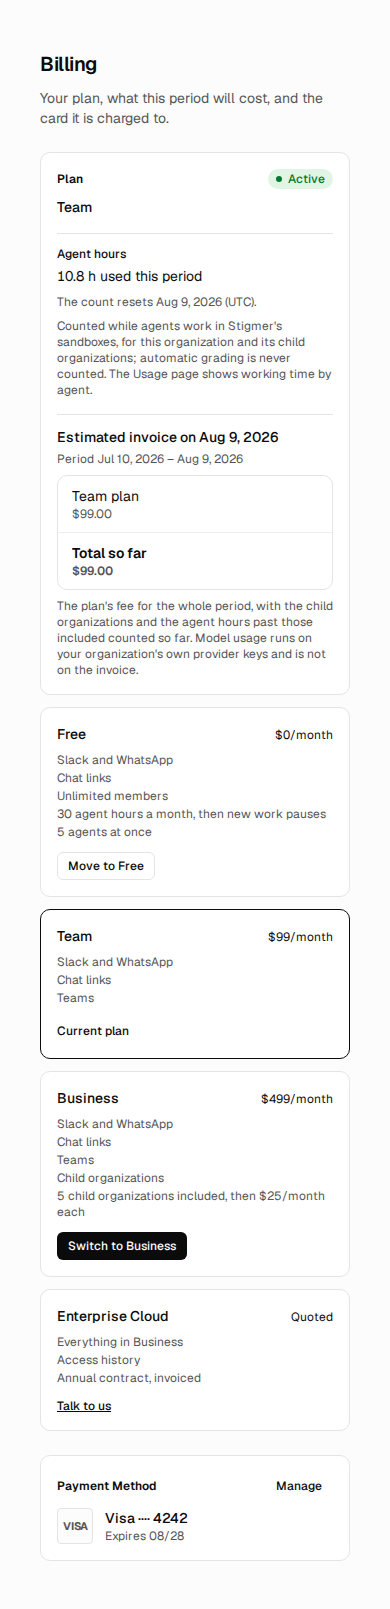 Billing
Your plan, what this period will cost, and the
card it is charged to.
Plan
Active
Team
Agent hours
10.8 h used this period
The count resets Aug 9, 2026 (UTC).
Counted while agents work in Stigmer's
sandboxes, for this organization and its child
organizations; automatic grading is never
counted. The Usage page shows working time by
agent.
Estimated invoice on Aug 9, 2026
Period Jul 10, 2026 – Aug 9, 2026
Team plan
$99.00
Total so far
$99.00
The plan's fee for the whole period, with the child
organizations and the agent hours past those
included counted so far. Model usage runs on
your organization's own provider keys and is not
on the invoice.
Free $0/month
Slack and WhatsApp
Chat links
Unlimited members
30 agent hours a month, then new work pauses
5 agents at once
Move to Free
Team $99/month
Slack and WhatsApp
Chat links
Teams
Current plan
Business $499/month
Slack and WhatsApp
Chat links
Teams
Child organizations
5 child organizations included, then $25/month
each
Switch to Business
Enterprise Cloud Quoted
Everything in Business
Access history
Annual contract, invoiced
Talk to us
Payment Method Manage
VISA
Visa ···· 4242
Expires 08/28